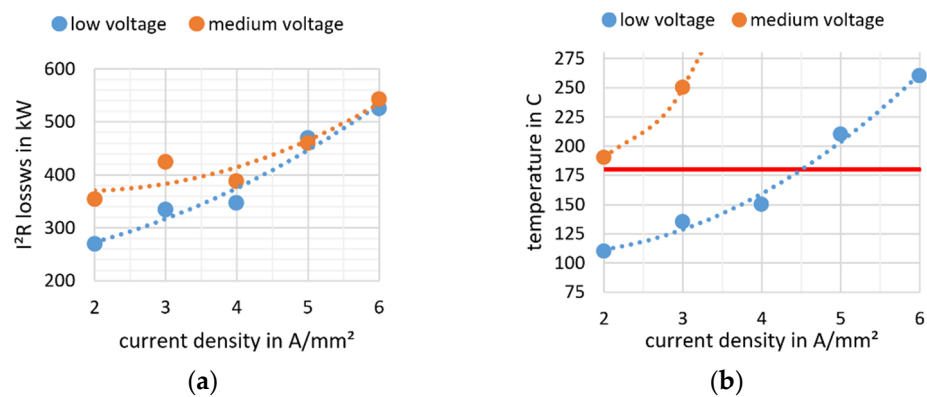 low voltage medium voltage
600
500
400
300
200
I²R lossws in kW
2 3 4 5 6
current density in A/mm²
(a)
low voltage medium voltage
275
250
225
200
175
150
125
100
75
temperature in C
2 3 4 5 6
current density in A/mm²
(b)